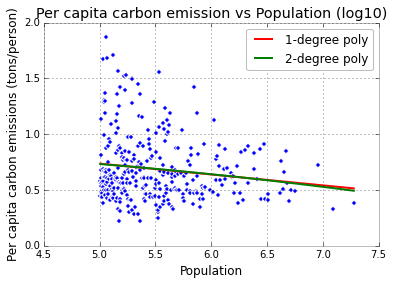 Per capita carbon emission vs Population (log10)
Per capita carbon emissions (tons/person)
2.0
1.5
1.0
0.5
0.0
1-degree poly
2-degree poly
4.5 5.0 5.5 6.0 6.5 7.0 7.5
Population